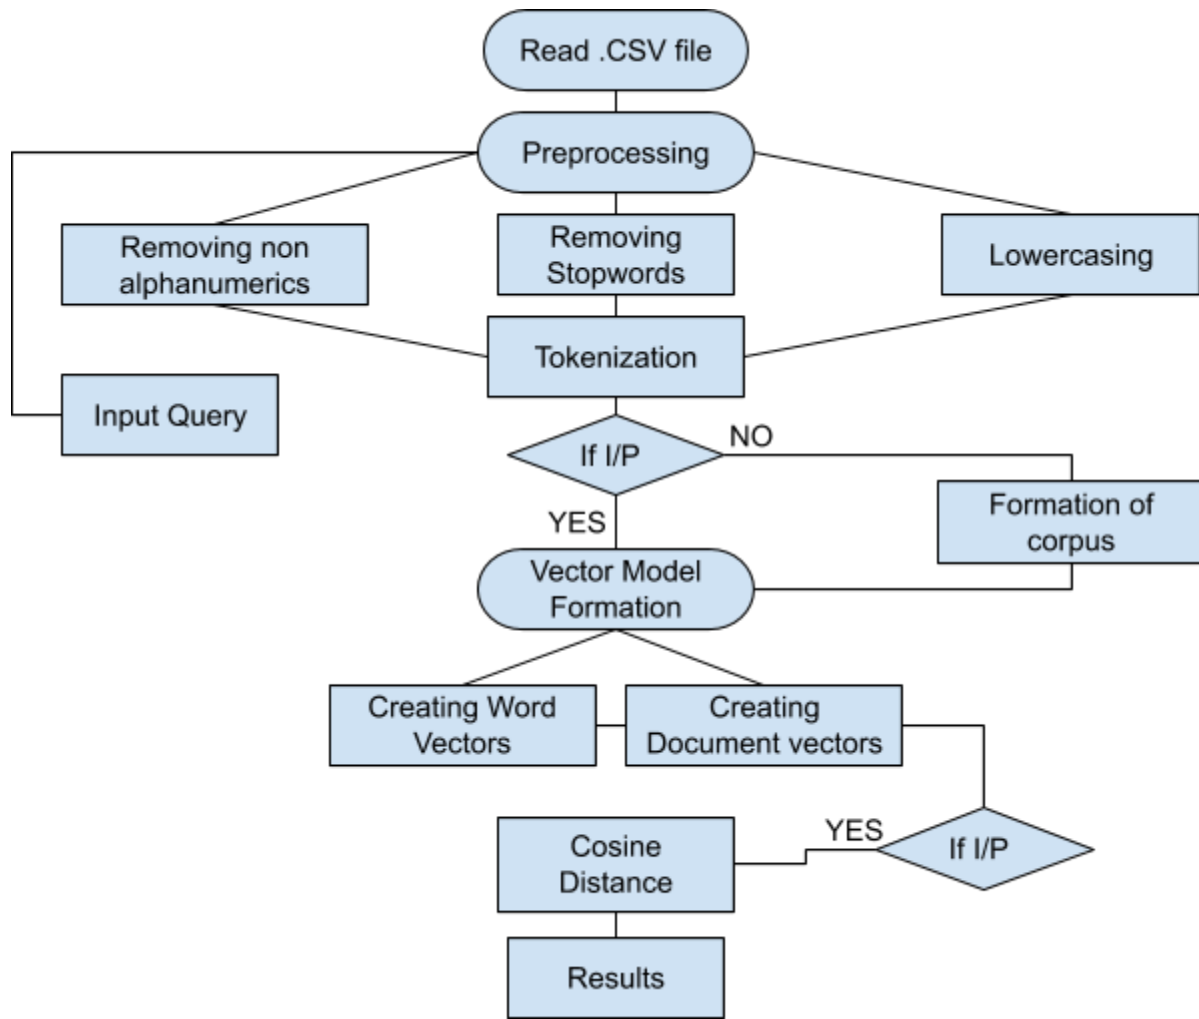 Read .CSV file
Preprocessing
Removing non
alphanumerics
Removing
Stopwords
Lowercasing
Tokenization
Input Query
If I/P
NO
YES
Formation of
corpus
Vector Model
Formation
Creating Word
Vectors
Creating
Document vectors
If I/P
YES
Cosine
Distance
Results